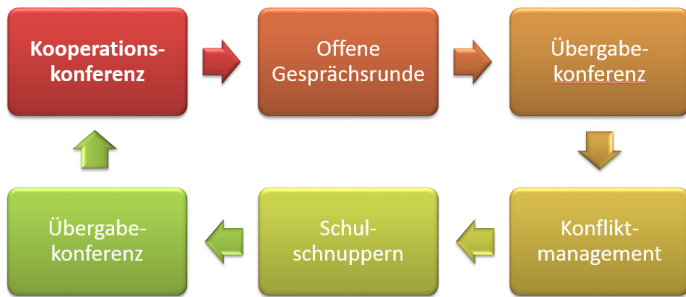 Kooperations-
konferenz
Offene
Gesprächsrunde
Übergabe-
konferenz
Konflikt-
management
Schul-
schnuppern
Übergabe-
konferenz